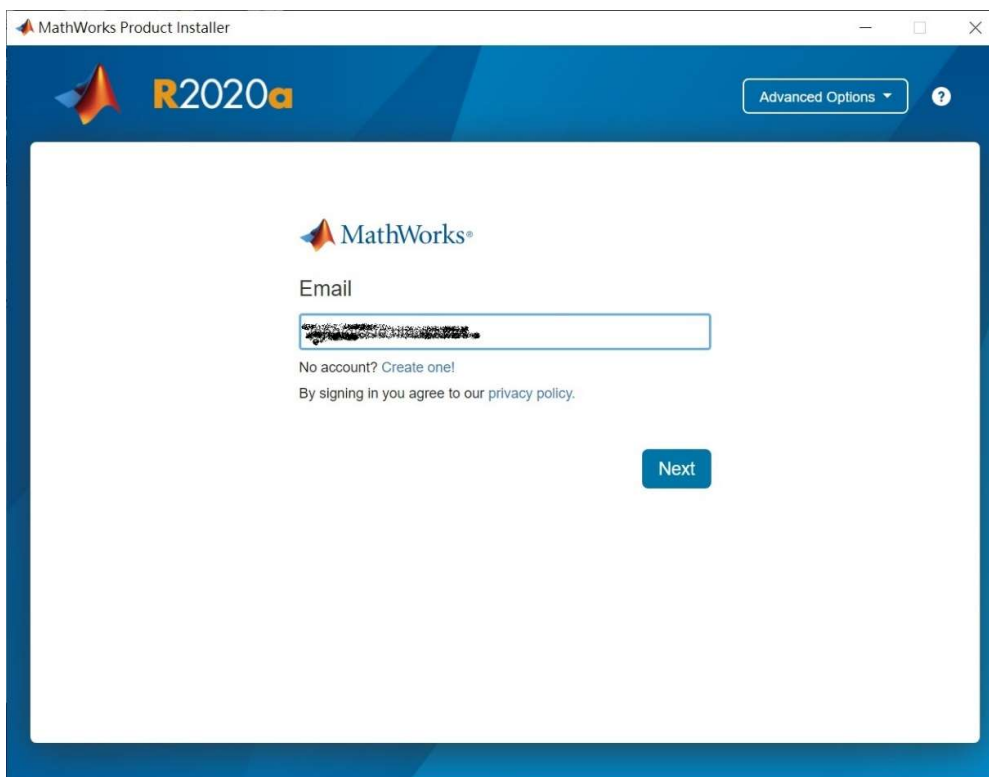 MathWorks Product Installer
R2020a
Advanced Options
?
MathWorks®
Email
No account? Create one!
By signing in you agree to our privacy policy.
Next